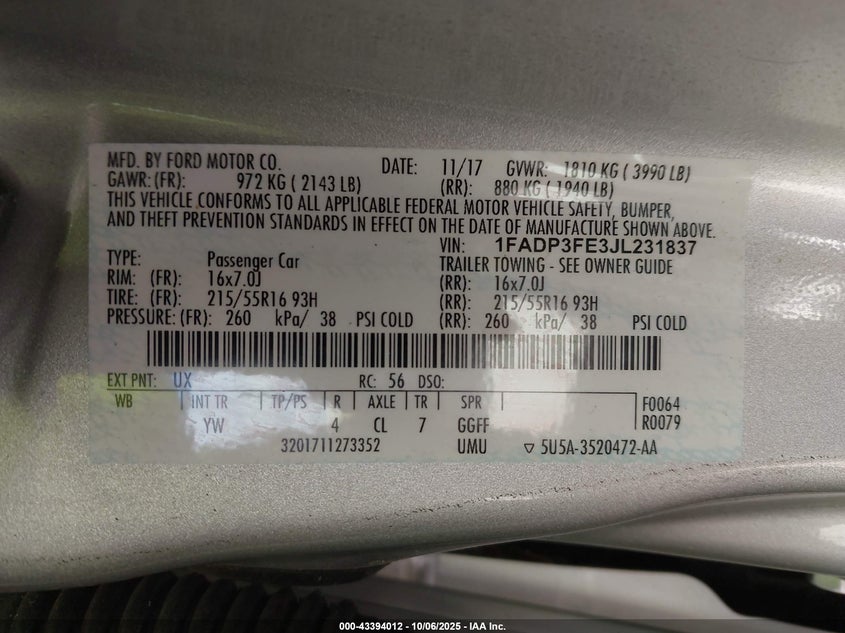 MFD. BY FORD MOTOR CO. DATE: 11/17 GVWR: 1810 KG ( 3990 LB)
GAWR: (FR): 972 KG ( 2143 LB) (RR): 880 KG ( 1940 LB)
THIS VEHICLE CONFORMS TO ALL APPLICABLE FEDERAL MOTOR VEHICLE SAFETY, BUMPER,
AND THEFT PREVENTION STANDARDS IN EFFECT ON THE DATE OF MANUFACTURE SHOWN ABOVE.
VIN: 1FADP3FE3JL231837
TYPE: Passenger Car TRAILER TOWING - SEE OWNER GUIDE
RIM: (FR): 16x7.0J (RR): 16x7.0J
TIRE: (FR): 215/55R16 93H (RR): 215/55R16 93H
PRESSURE: (FR): 260 kPa/ 38 PSI COLD (RR): 260 kPa/ 38 PSI COLD
EXT PNT: UX RC: 56 DSO:
WB INT TR TP/PS R AXLE TR SPR F0064
YW 4 CL 7 GGFF R0079
3201711273352 UMU ▽ 5U5A-3520472-AA
000-43394012 - 10/06/2025 - IAA Inc.